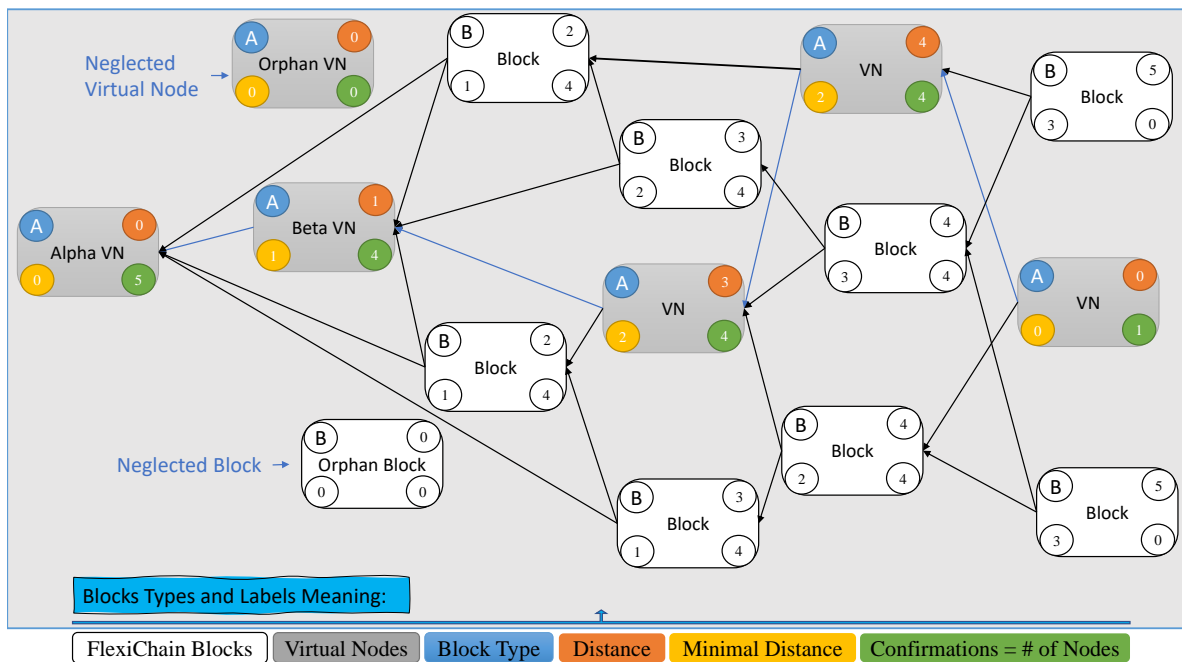 A 0
Orphan VN
0 0
Neglected
Virtual Node
B 2
Block
1 4
A 4
VN
2 4
B 5
Block
3 0
B 3
Block
2 4
A 0
Alpha VN
0 5
A 1
Beta VN
1 4
B 4
Block
3 4
A 3
VN
2 4
A 0
VN
0 1
B 2
Block
1 4
B 0
Orphan Block
0 0
Neglected Block
B 4
Block
2 4
B 3
Block
1 4
B 5
Block
3 0
Blocks Types and Labels Meaning:
FlexiChain Blocks
Virtual Nodes
Block Type
Distance
Minimal Distance
Confirmations = # of Nodes